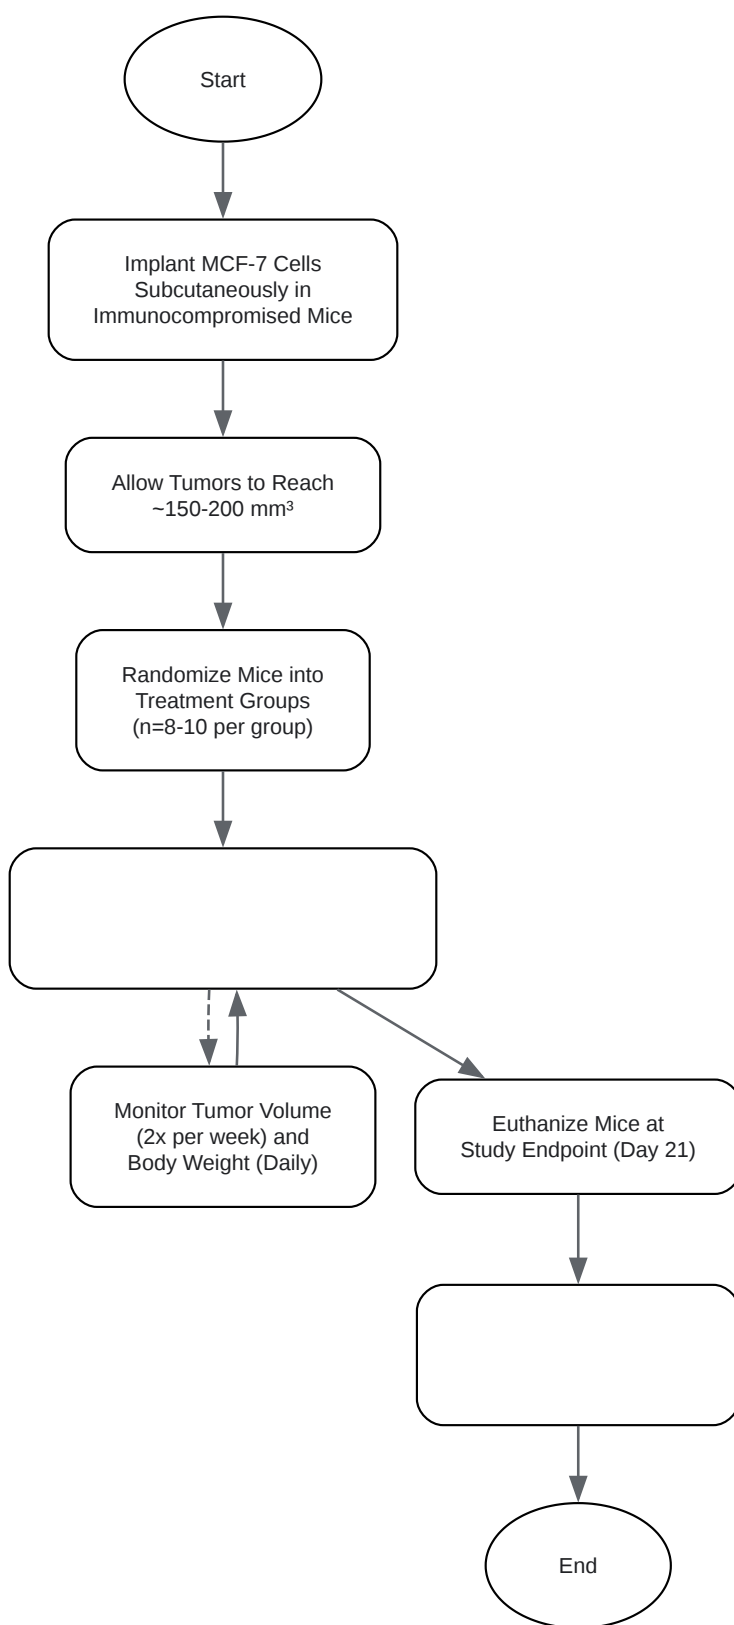 Start
Implant MCF-7 Cells
Subcutaneously in
Immunocompromised Mice
Allow Tumors to Reach
~150-200 mm³
Randomize Mice into
Treatment Groups
(n=8-10 per group)
Monitor Tumor Volume
(2x per week) and
Body Weight (Daily)
Euthanize Mice at
Study Endpoint (Day 21)
End